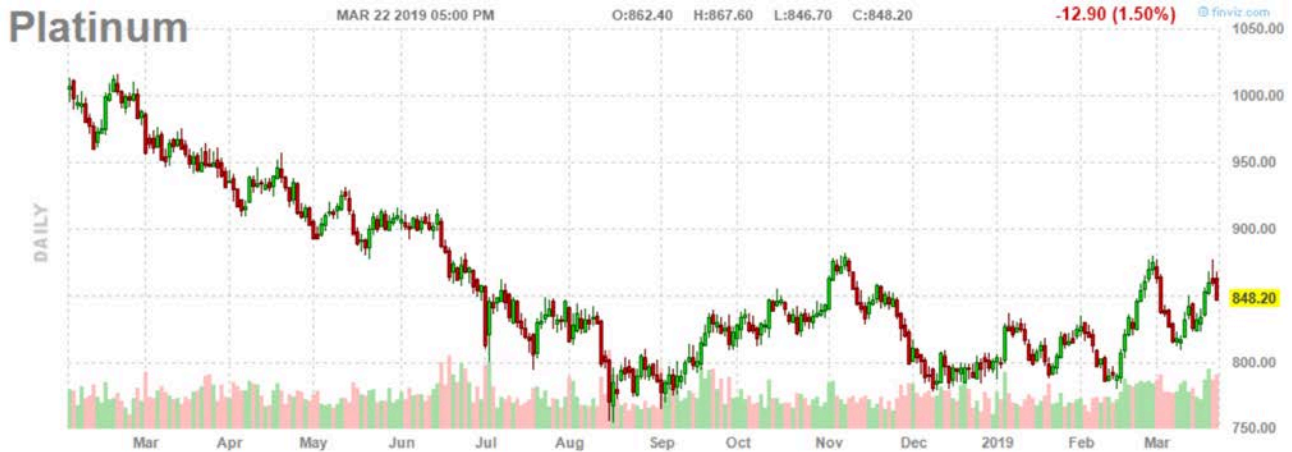 Platinum
MAR 22 2019 05:00 PM O:862.40 H:867.60 L:846.70 C:848.20 -12.90 (1.50%) © finviz.com
1050.00
1000.00
950.00
DAILY
900.00
848.20
800.00
750.00
Mar Apr May Jun Jul Aug Sep Oct Nov Dec 2019 Feb Mar